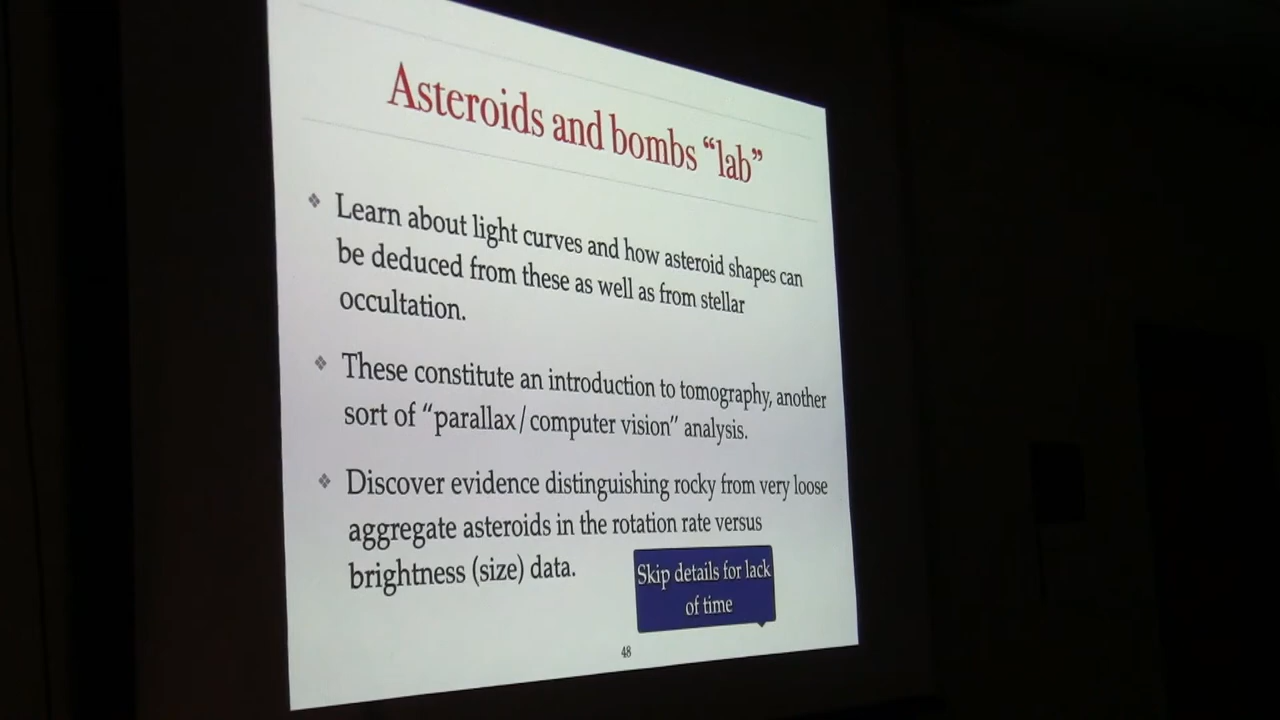 Asteroids and bombs “lab”
❖ Learn about light curves and how asteroid shapes can
be deduced from these as well as from stellar
occultation.
❖ These constitute an introduction to tomography, another
sort of “parallax/computer vision” analysis.
❖ Discover evidence distinguishing rocky from very loose
aggregate asteroids in the rotation rate versus
brightness (size) data.
Skip details for lack
of time
48